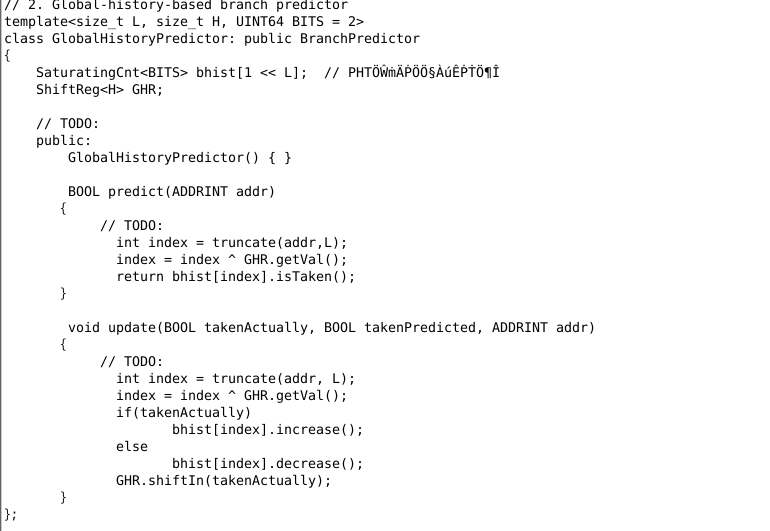 // 2. Global-history-based branch predictor
template<size_t L, size_t H, UINT64 BITS = 2>
class GlobalHistoryPredictor: public BranchPredictor
{
    SaturatingCnt<BITS> bhist[1 << L];  // PHT
    ShiftReg<H> GHR;

    // TODO:
    public:
        GlobalHistoryPredictor() { }

        BOOL predict(ADDRINT addr)
       {
            // TODO:
              int index = truncate(addr,L);
              index = index ^ GHR.getVal();
              return bhist[index].isTaken();
       }

        void update(BOOL takenActually, BOOL takenPredicted, ADDRINT addr)
       {
            // TODO:
              int index = truncate(addr, L);
              index = index ^ GHR.getVal();
              if(takenActually)
                     bhist[index].increase();
              else
                     bhist[index].decrease();
              GHR.shiftIn(takenActually);
       }
};